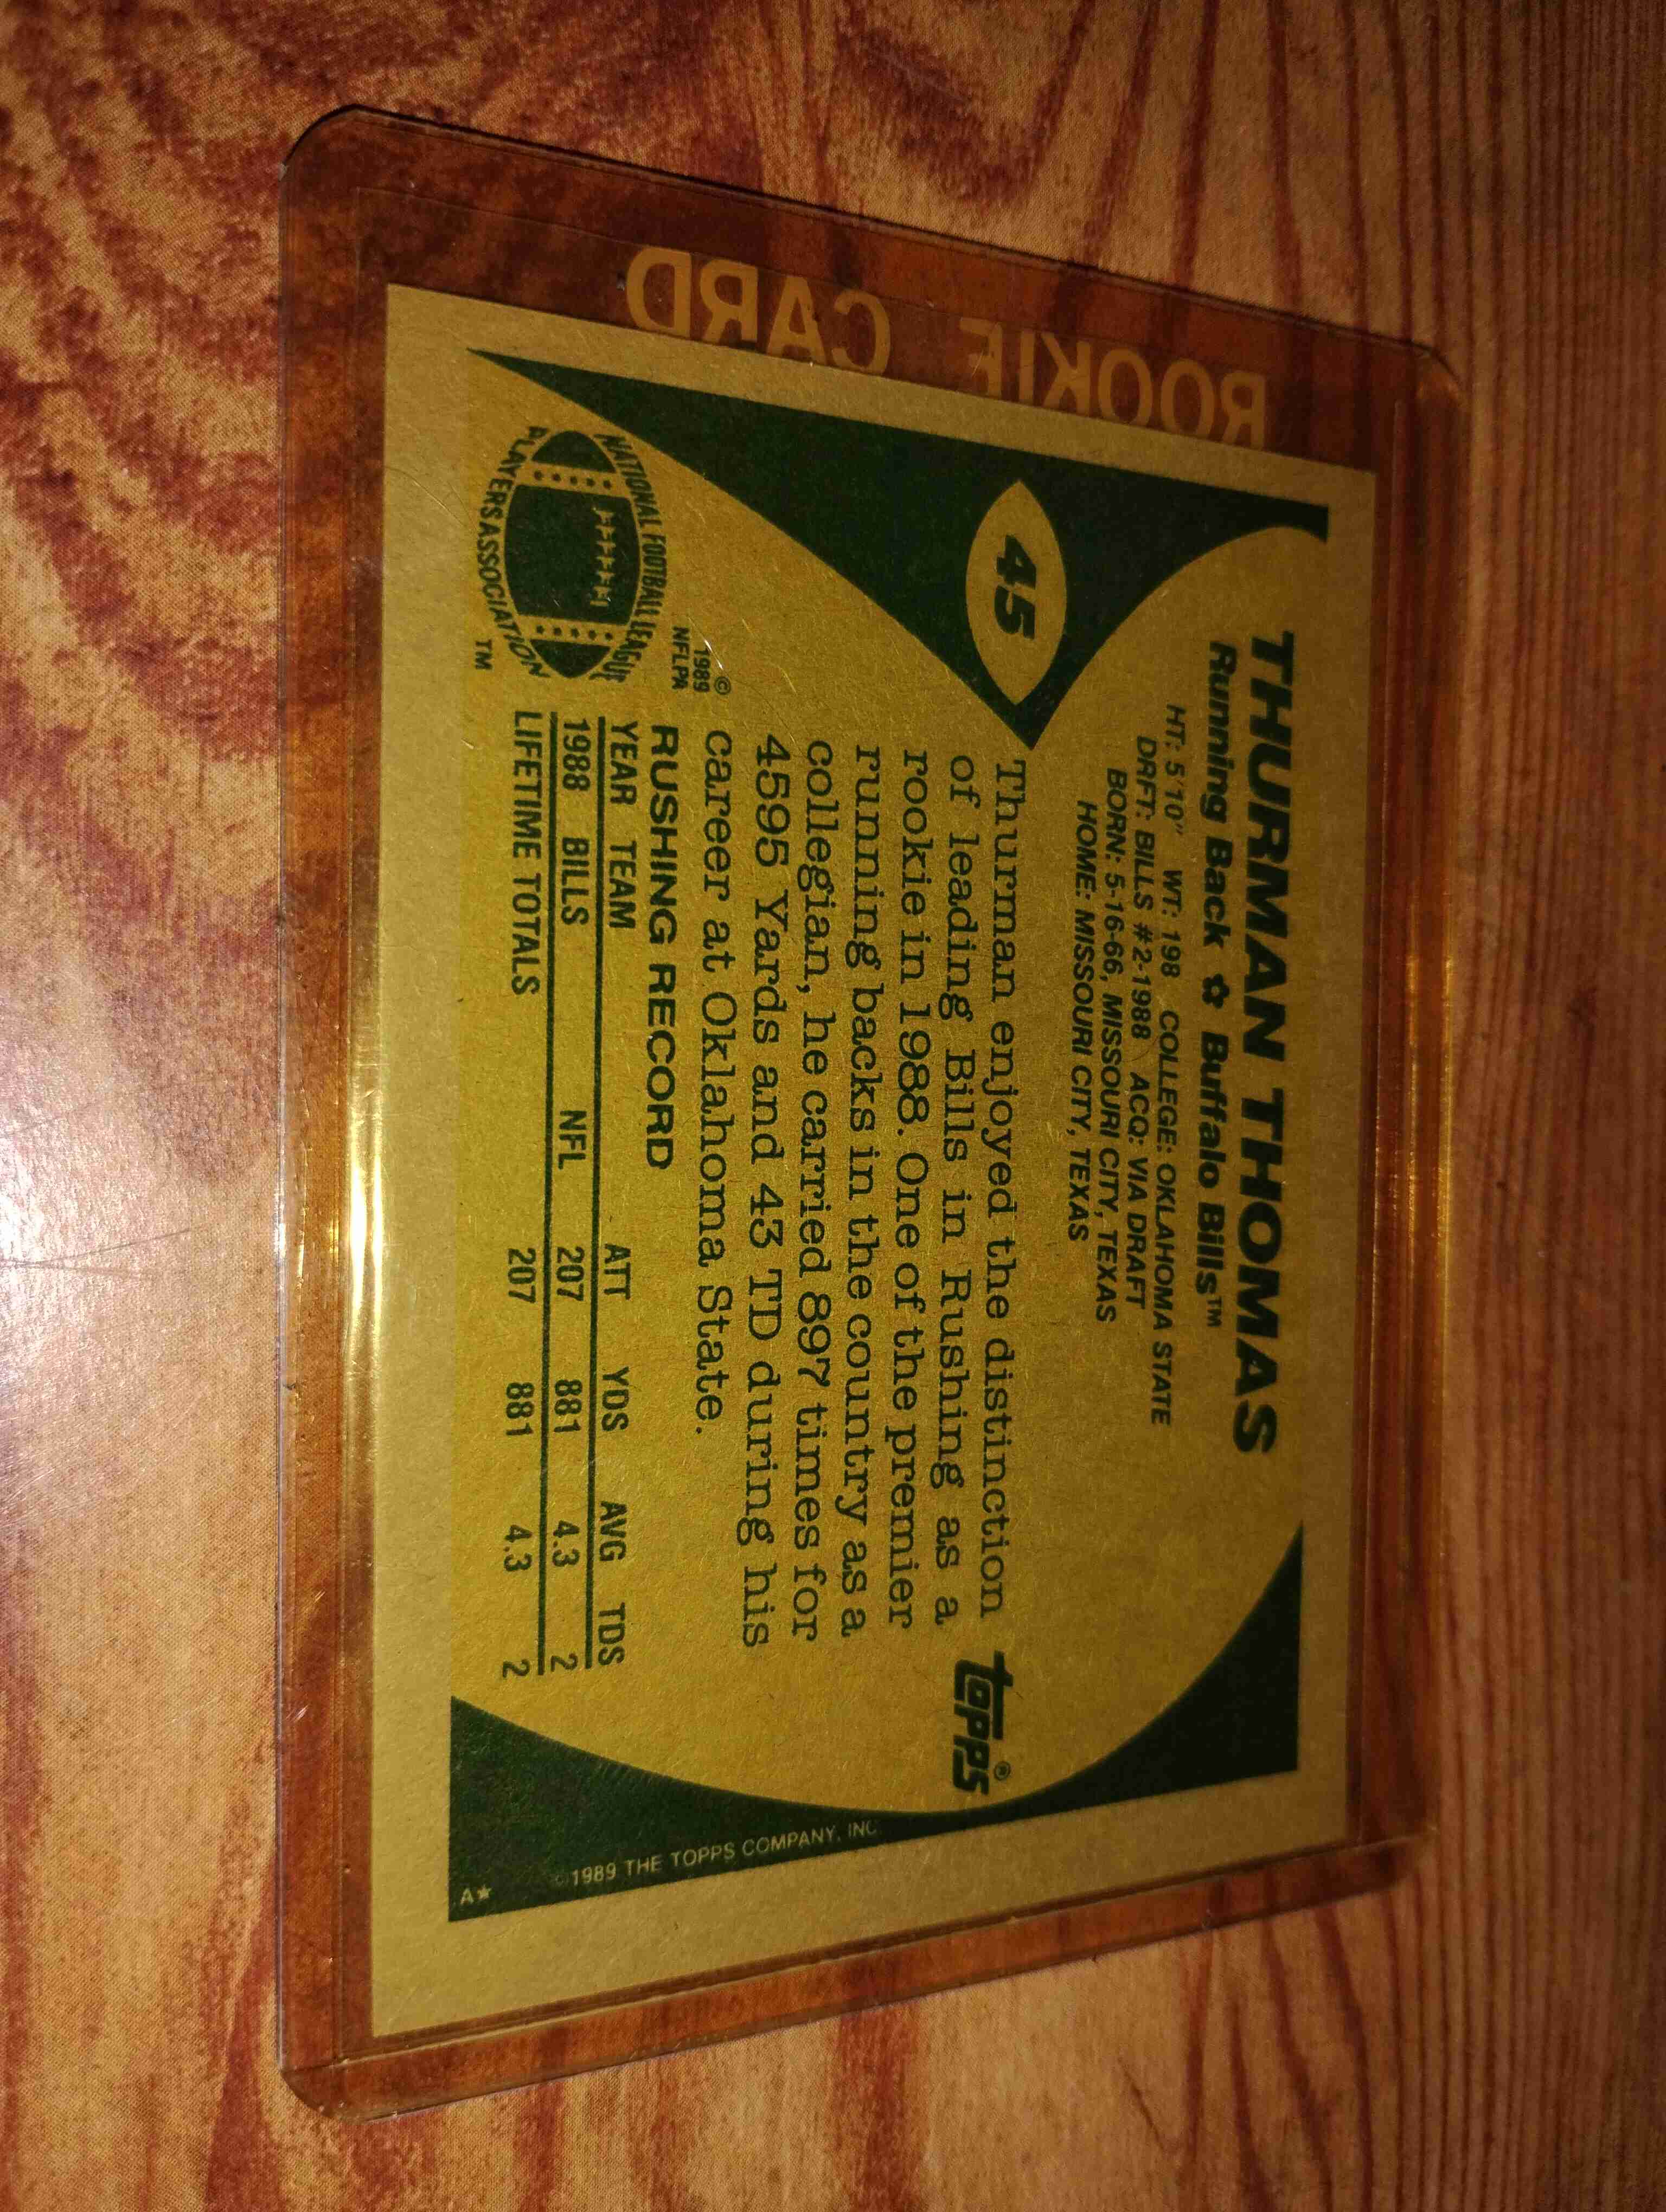 ROOKIE CARD
45
THURMAN THOMAS
Running Back ✩ Buffalo Bills™
HT: 5'10" WT: 198 COLLEGE: OKLAHOMA STATE
DRFT: BILLS #2-1988 ACQ: VIA DRAFT
BORN: 5-16-66, MISSOURI CITY, TEXAS
HOME: MISSOURI CITY, TEXAS
Thurman enjoyed the distinction
of leading Bills in Rushing as a
rookie in 1988. One of the premier
running backs in the country as a
collegian, he carried 897 times for
4595 Yards and 43 TD during his
career at Oklahoma State.
topps®
NATIONAL FOOTBALL LEAGUE
PLAYERS ASSOCIATION
TM
©
1989
NFLPA
RUSHING RECORD
YEAR TEAM ATT YDS AVG TDS
1988 BILLS NFL 207 881 4.3 2
LIFETIME TOTALS 207 881 4.3 2
©1989 THE TOPPS COMPANY, INC.
A★